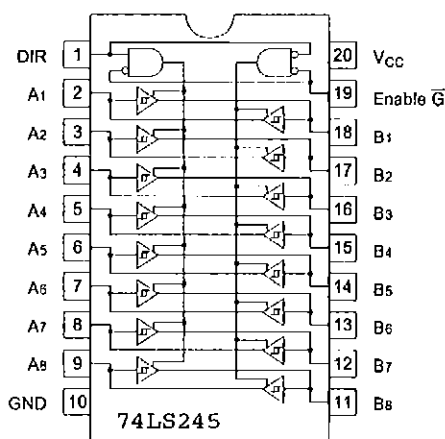 DIR 1 20 VCC
A1 2 19 Enable G̅
A2 3 18 B1
A3 4 17 B2
A4 5 16 B3
A5 6 15 B4
A6 7 14 B5
A7 8 13 B6
A8 9 12 B7
GND 10 11 B8
74LS245